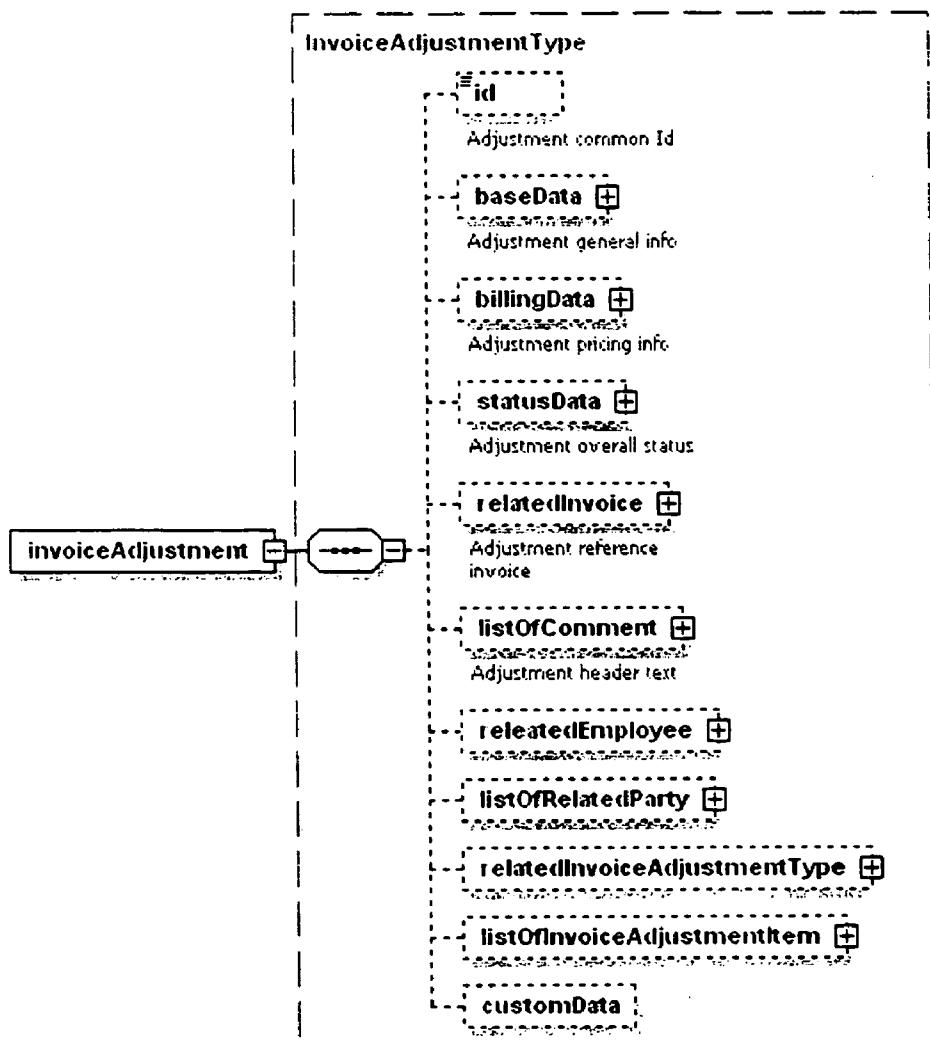 InvoiceAdjustmentType
id
Adjustment common Id
baseData
Adjustment general info
billingData
Adjustment pricing info
statusData
Adjustment overall status
relatedInvoice
Adjustment reference
invoice
invoiceAdjustment
listOfComment
Adjustment header text
releatedEmployee
listOfRelatedParty
relatedInvoiceAdjustmentType
listOfInvoiceAdjustmentItem
customData